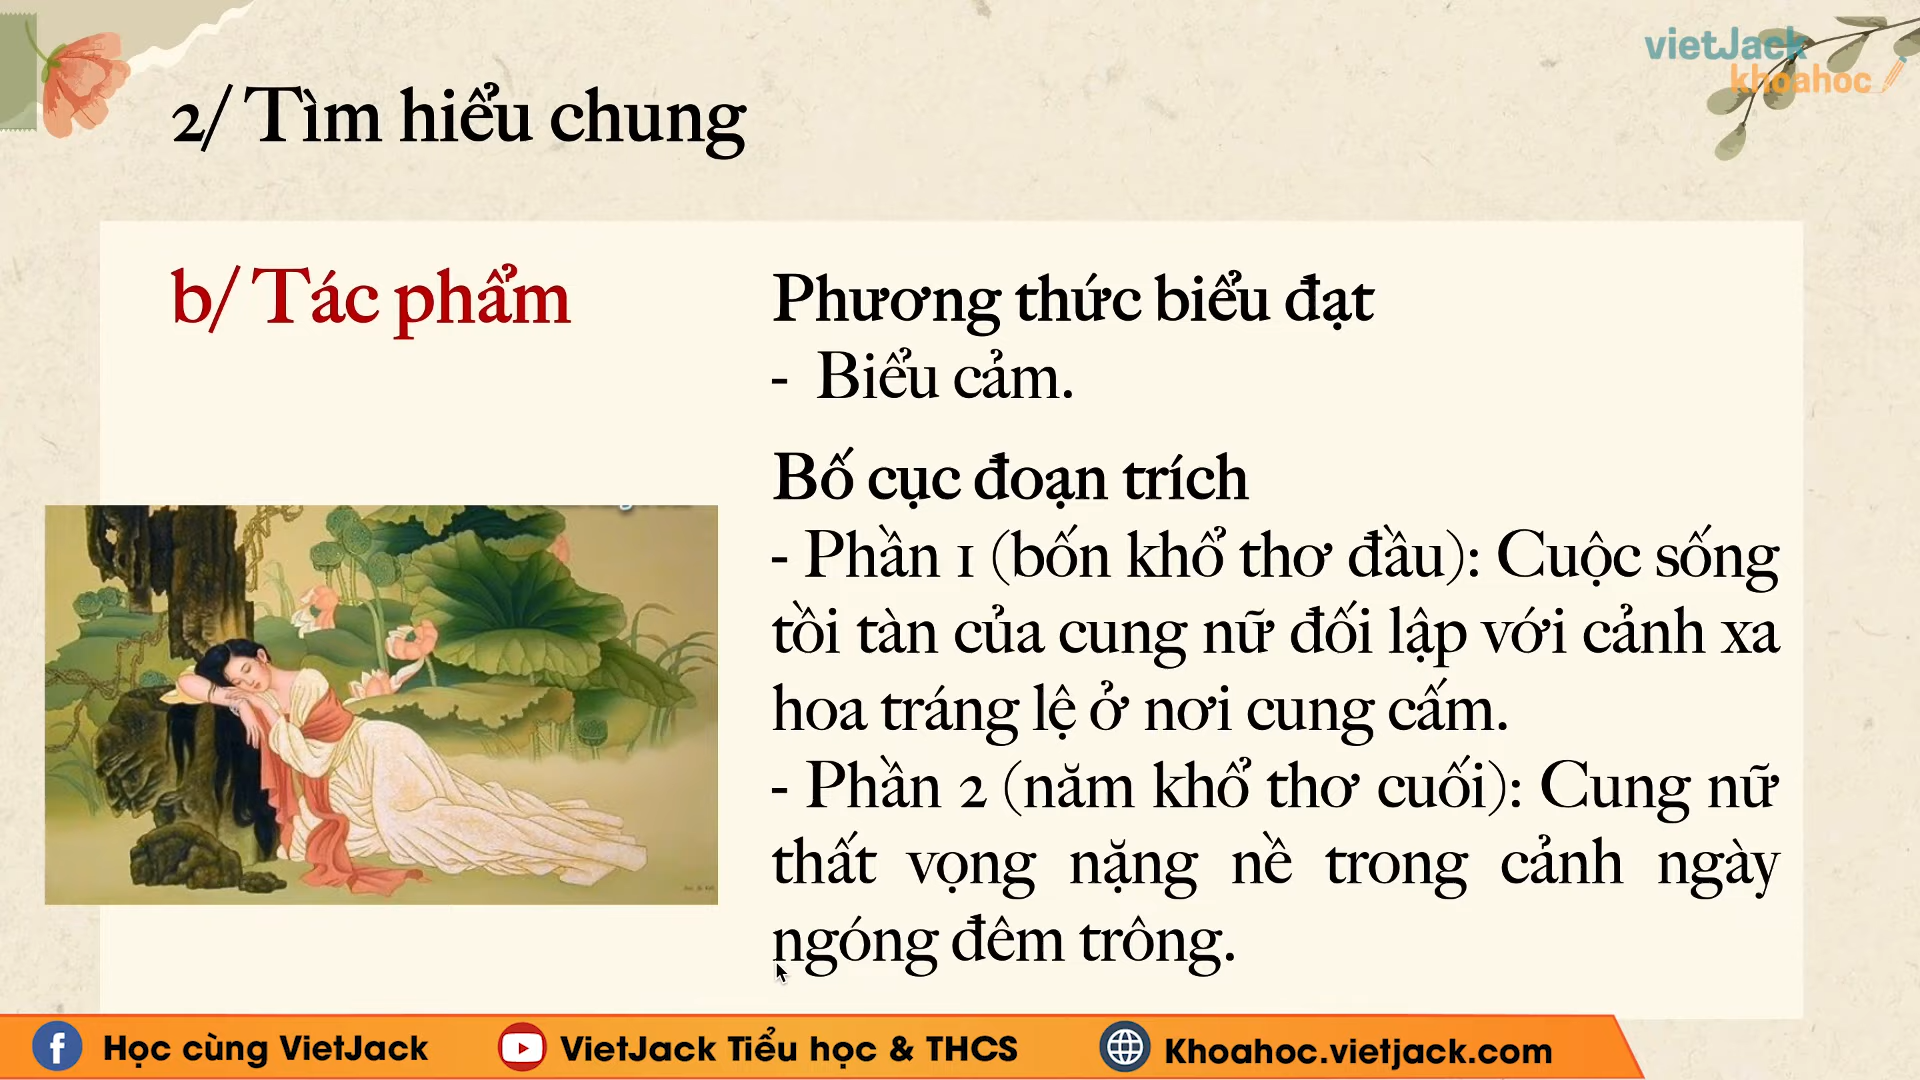 vietJack
khoahoc
2/ Tìm hiểu chung
b/ Tác phẩm
Phương thức biểu đạt
- Biểu cảm.
Bố cục đoạn trích
- Phần 1 (bốn khổ thơ đầu): Cuộc sống
tồi tàn của cung nữ đối lập với cảnh xa
hoa tráng lệ ở nơi cung cấm.
- Phần 2 (năm khổ thơ cuối): Cung nữ
thất vọng nặng nề trong cảnh ngày
ngóng đêm trông.
Học cùng VietJack
VietJack Tiểu học & THCS
Khoahoc.vietjack.com